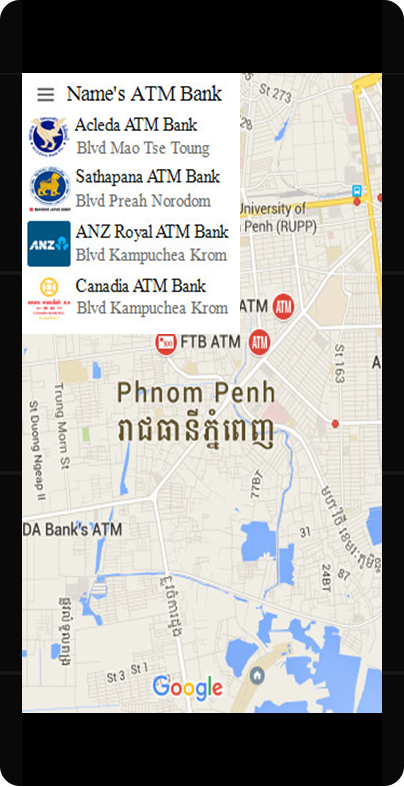 Name's ATM Bank
St 273
Acleda ATM Bank
Blvd Mao Tse Toung
Sathapana ATM Bank
Blvd Preah Norodom
University of
Penh (RUPP)
ANZ
ANZ Royal ATM Bank
Blvd Kampuchea Krom
Canadia ATM Bank
Blvd Kampuchea Krom
ATM
ATM
FTB ATM
ATM
St 163
A
Phnom Penh
រាជធានីភ្នំពេញ
Trung Morn St
St Duong Ngeap II
77BT
DA Bank's ATM
31
87
24BT
St 3
St 1
Google